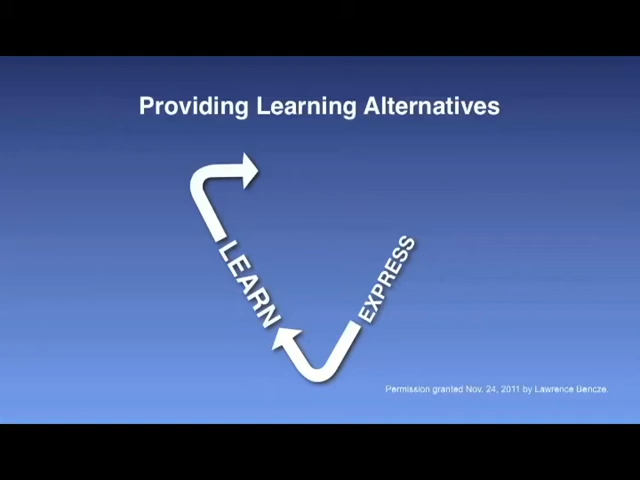 Providing Learning Alternatives
LEARN
EXPRESS
Permission granted Nov. 24, 2011 by Lawrence Bencze.